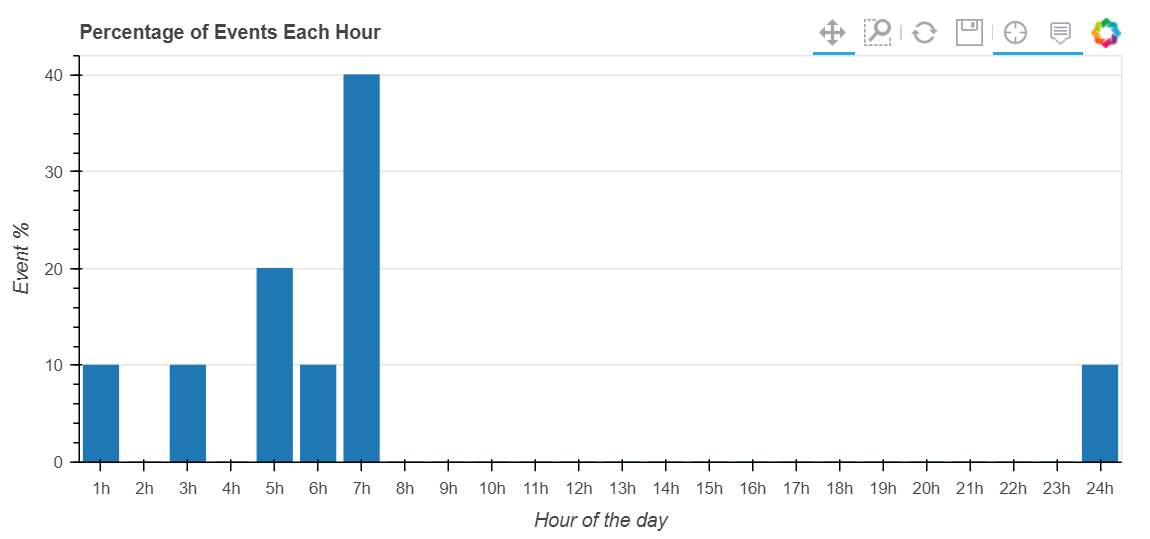 Percentage of Events Each Hour
40
30
20
10
0
Event %
1h 2h 3h 4h 5h 6h 7h 8h 9h 10h 11h 12h 13h 14h 15h 16h 17h 18h 19h 20h 21h 22h 23h 24h
Hour of the day